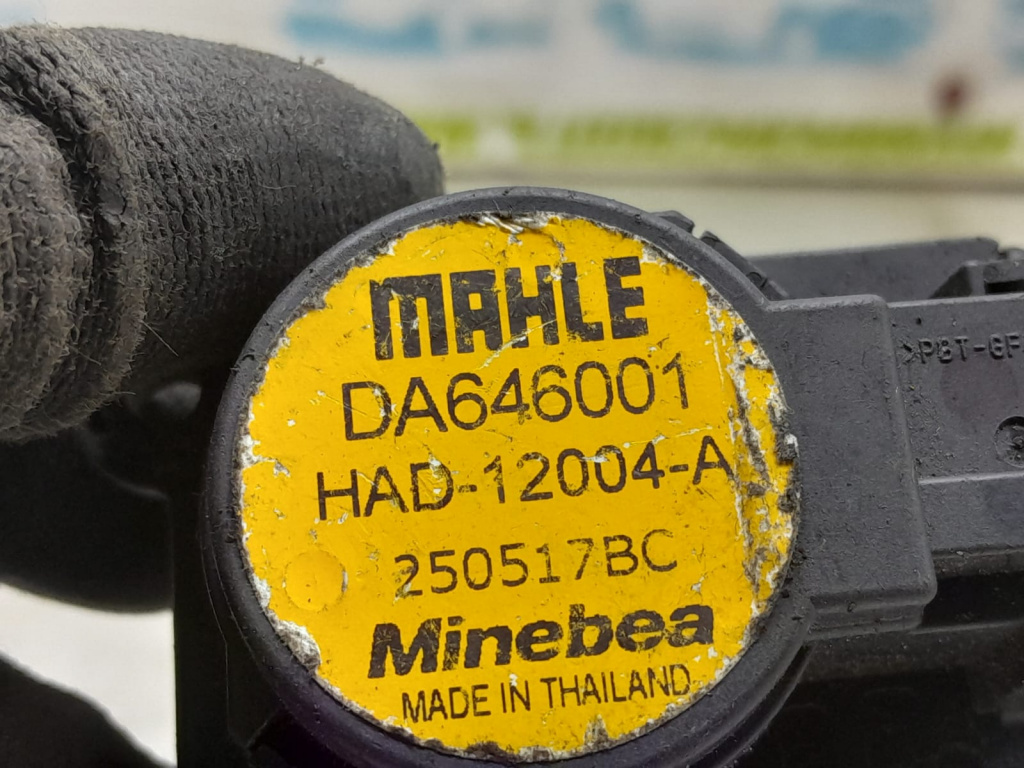 MAHLE
DA646001
HAD-12004-A
250517BC
Minebea
MADE IN THAILAND
>PBT-GF